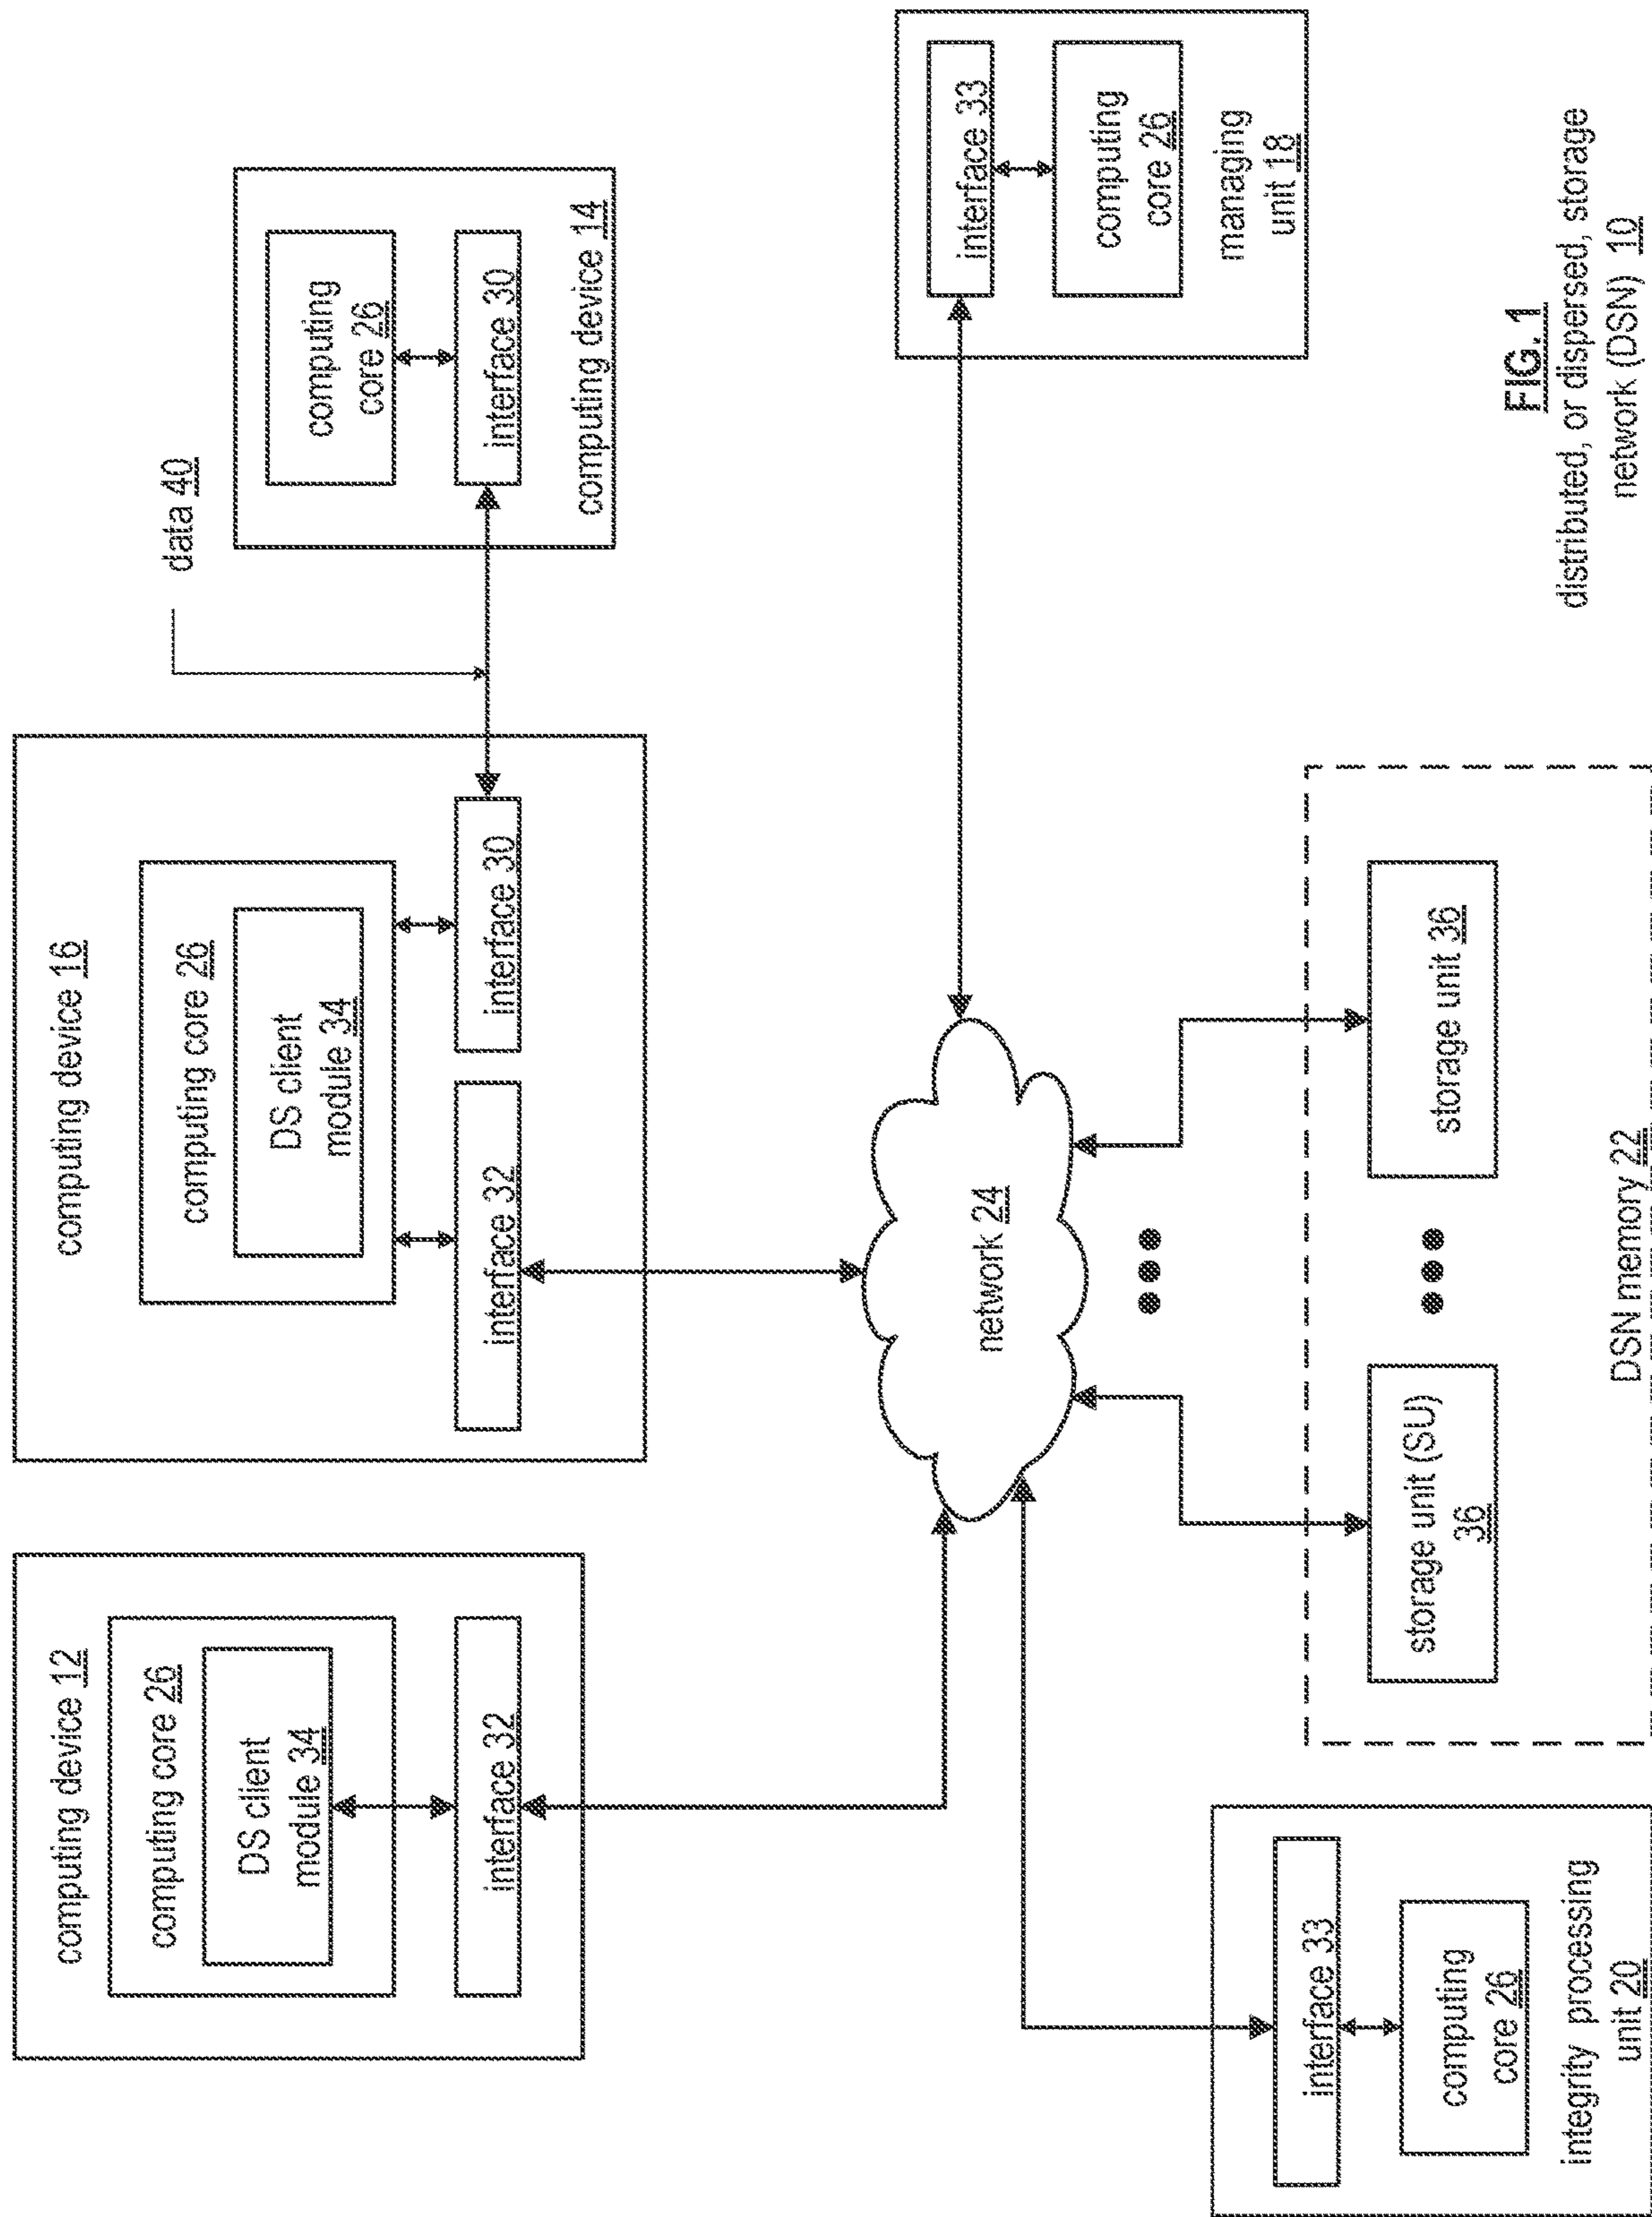 computing device 12
computing core 26
DS client
module 34
interface 32
computing device 16
computing core 26
DS client
module 34
interface 32
interface 30
data 40
computing
core 26
interface 30
computing device 14
network 24
interface 33
computing
core 26
managing
unit 18
interface 33
computing
core 26
integrity processing
unit 20
storage unit (SU)
36
storage unit 36
DSN memory 22
FIG. 1
distributed, or dispersed, storage
network (DSN) 10